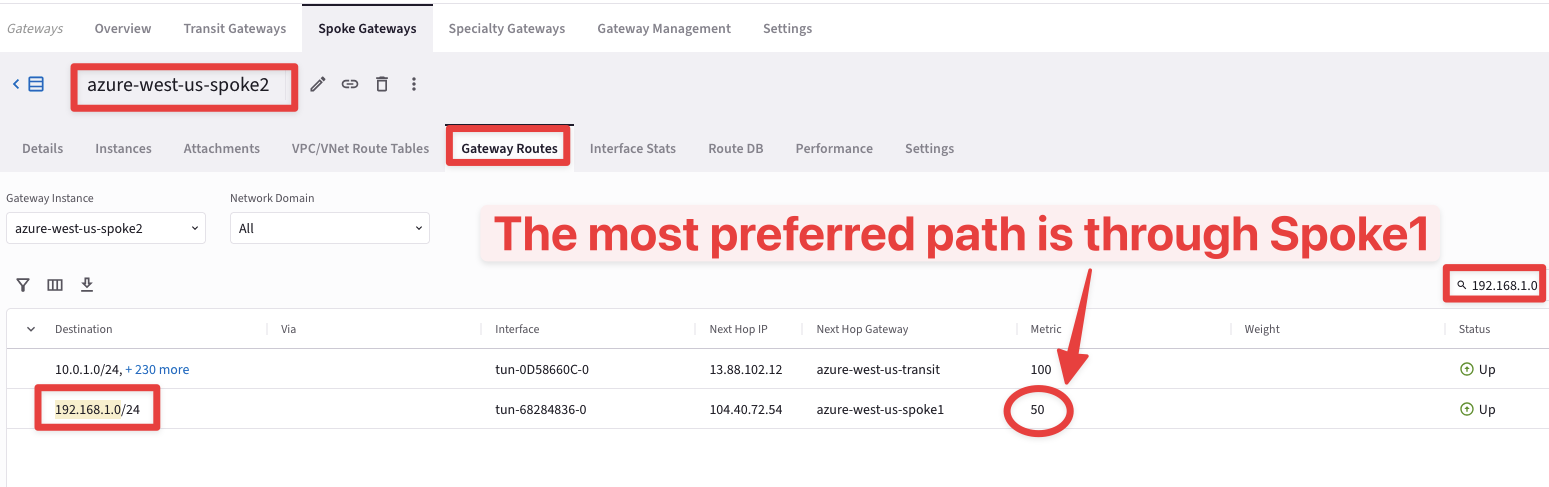 Gateways Overview Transit Gateways Spoke Gateways Specialty Gateways Gateway Management Settings
azure-west-us-spoke2
Details Instances Attachments VPC/VNet Route Tables Gateway Routes Interface Stats Route DB Performance Settings
Gateway Instance Network Domain
azure-west-us-spoke2 All
The most preferred path is through Spoke1
192.168.1.0
Destination Via Interface Next Hop IP Next Hop Gateway Metric Weight Status
10.0.1.0/24, + 230 more tun-0D58660C-0 13.88.102.12 azure-west-us-transit 100 Up
192.168.1.0/24 tun-68284836-0 104.40.72.54 azure-west-us-spoke1 50 Up